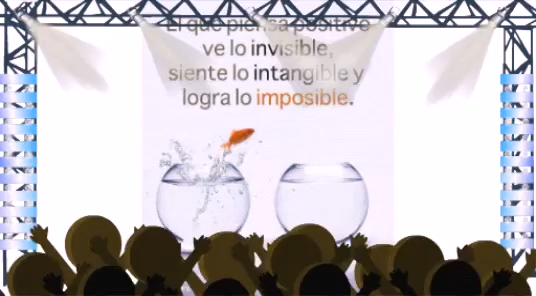 El que piensa positivo
ve lo invisible,
siente lo intangible y
logra lo imposible.